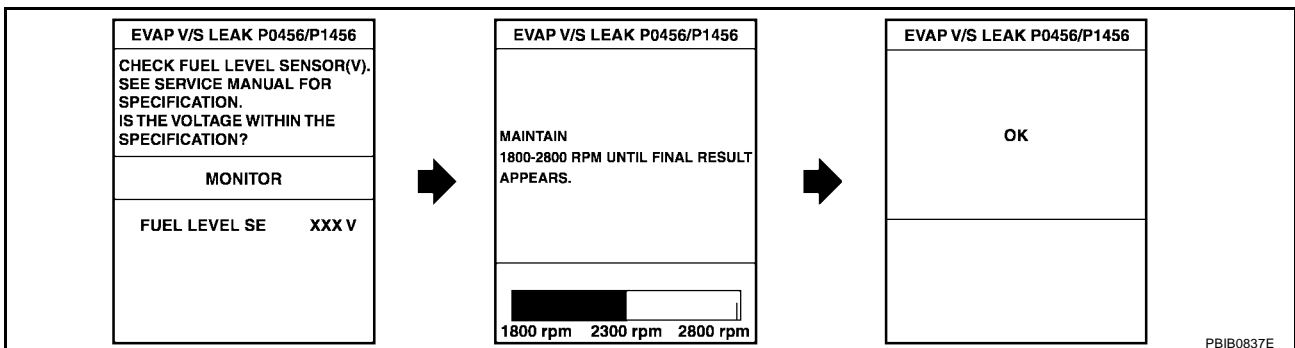 EVAP V/S LEAK P0456/P1456
CHECK FUEL LEVEL SENSOR(V).
SEE SERVICE MANUAL FOR
SPECIFICATION.
IS THE VOLTAGE WITHIN THE
SPECIFICATION?
MONITOR
FUEL LEVEL SE XXX V
EVAP V/S LEAK P0456/P1456
MAINTAIN
1800-2800 RPM UNTIL FINAL RESULT
APPEARS.
1800 rpm 2300 rpm 2800 rpm
EVAP V/S LEAK P0456/P1456
OK
PBIB0837E